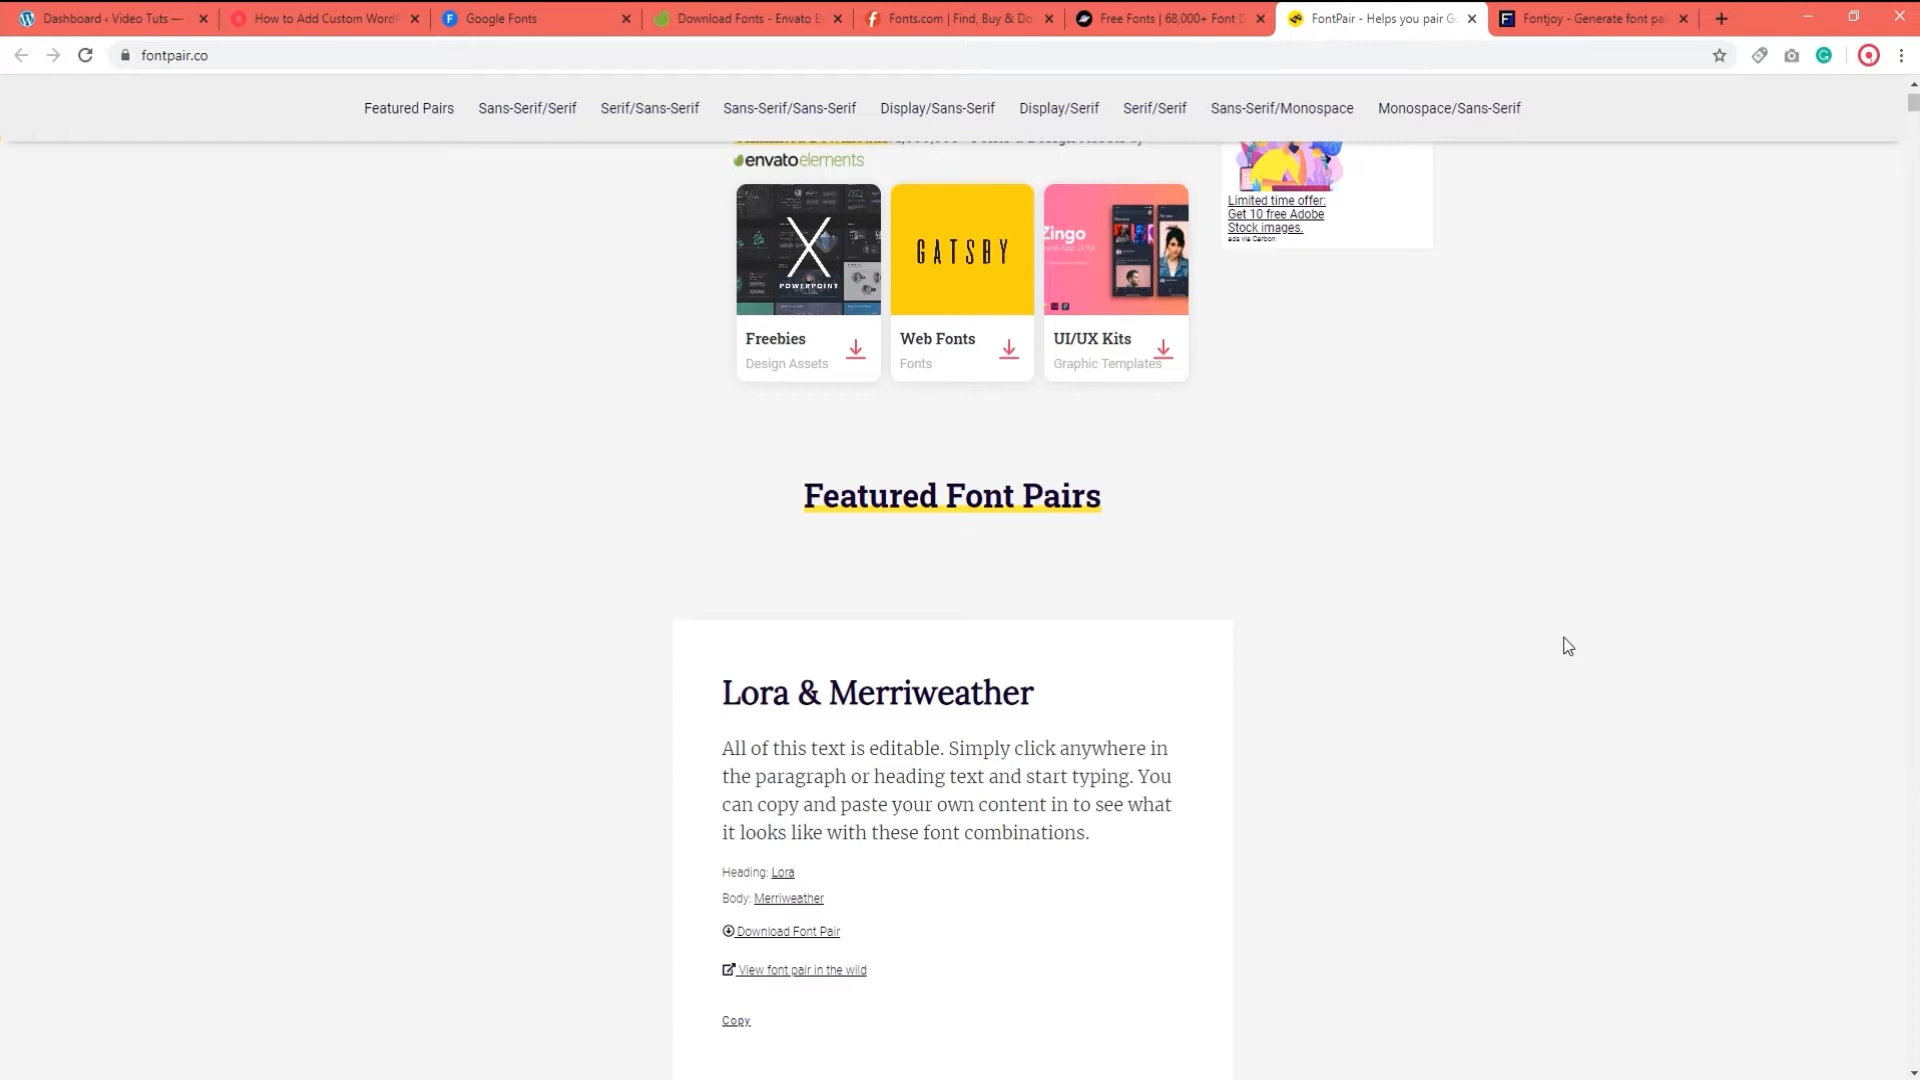 Dashboard ‹ Video Tuts —
How to Add Custom WordP
Google Fonts
Download Fonts - Envato E
Fonts.com | Find, Buy & Do
Free Fonts | 68,000+ Font D
FontPair - Helps you pair G
Fontjoy - Generate font pai
fontpair.co
Featured Pairs
Sans-Serif/Serif
Serif/Sans-Serif
Sans-Serif/Sans-Serif
Display/Sans-Serif
Display/Serif
Serif/Serif
Sans-Serif/Monospace
Monospace/Sans-Serif
envatoelements
X
POWERPOINT
GATSBY
Zingo
Freebies
Design Assets
Web Fonts
Fonts
UI/UX Kits
Graphic Templates
Limited time offer:
Get 10 free Adobe
Stock images.
ads via Carbon
Featured Font Pairs
Lora & Merriweather
All of this text is editable. Simply click anywhere in
the paragraph or heading text and start typing. You
can copy and paste your own content in to see what
it looks like with these font combinations.
Heading: Lora
Body: Merriweather
Download Font Pair
View font pair in the wild
Copy